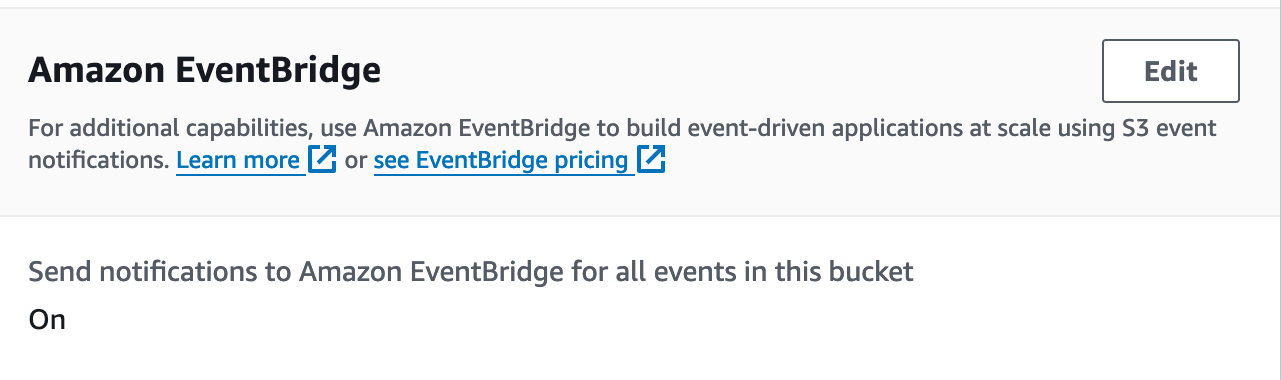 Amazon EventBridge
Edit
For additional capabilities, use Amazon EventBridge to build event-driven applications at scale using S3 event
notifications. Learn more or see EventBridge pricing
Send notifications to Amazon EventBridge for all events in this bucket
On